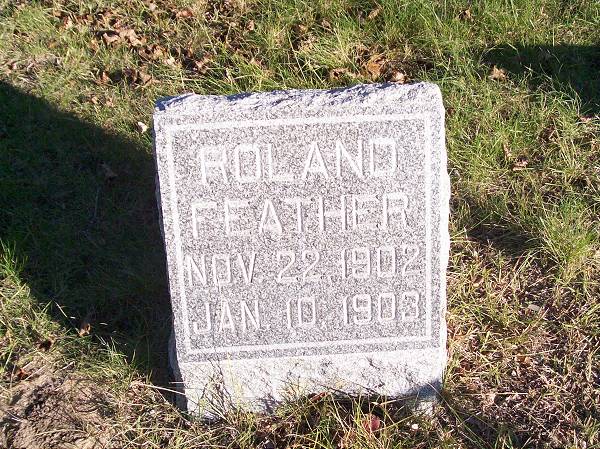 ROLAND
FEATHER
NOV 22, 1902
JAN. 10, 1903